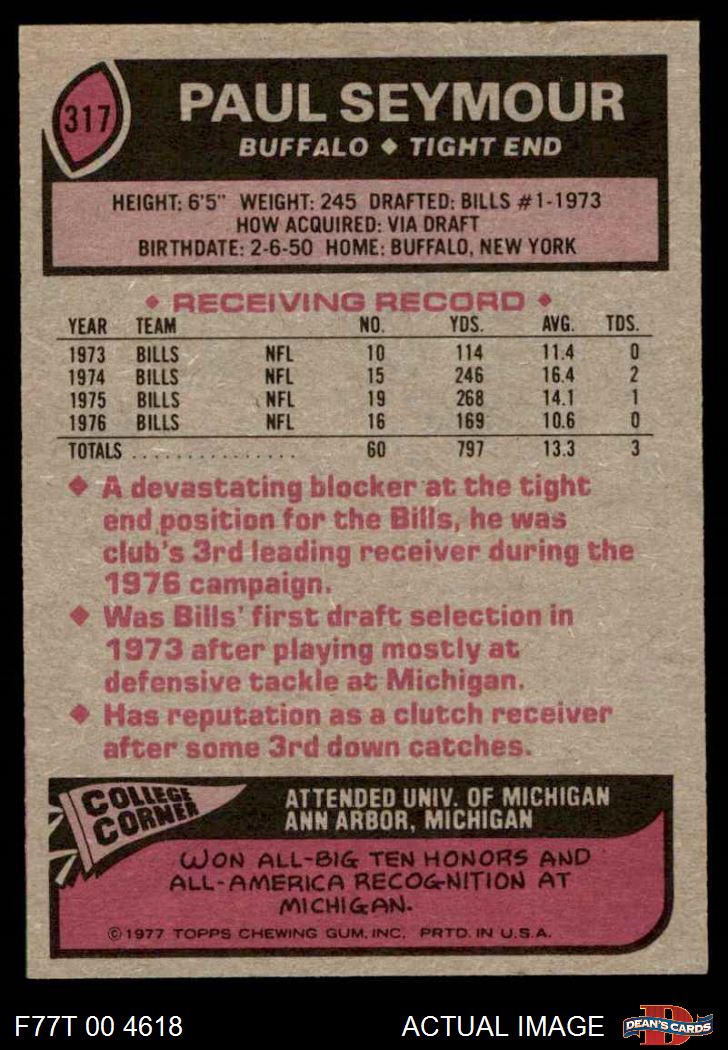 317
PAUL SEYMOUR
BUFFALO ◆ TIGHT END
HEIGHT: 6'5" WEIGHT: 245 DRAFTED: BILLS #1-1973
HOW ACQUIRED: VIA DRAFT
BIRTHDATE: 2-6-50 HOME: BUFFALO, NEW YORK
◆ RECEIVING RECORD ◆
YEAR TEAM NO. YDS. AVG. TDS.
1973 BILLS NFL 10 114 11.4 0
1974 BILLS NFL 15 246 16.4 2
1975 BILLS NFL 19 268 14.1 1
1976 BILLS NFL 16 169 10.6 0
TOTALS . . . . . . . . . . . . . . . 60 797 13.3 3
◆ A devastating blocker at the tight
end position for the Bills, he was
club's 3rd leading receiver during the
1976 campaign.
◆ Was Bills' first draft selection in
1973 after playing mostly at
defensive tackle at Michigan.
◆ Has reputation as a clutch receiver
after some 3rd down catches.
COLLEGE
CORNER
ATTENDED UNIV. OF MICHIGAN
ANN ARBOR, MICHIGAN
WON ALL-BIG TEN HONORS AND
ALL-AMERICA RECOGNITION AT
MICHIGAN.
© 1977 TOPPS CHEWING GUM, INC. PRTD. IN U.S.A.
F77T 00 4618 ACTUAL IMAGE
D
DEAN'S CARDS